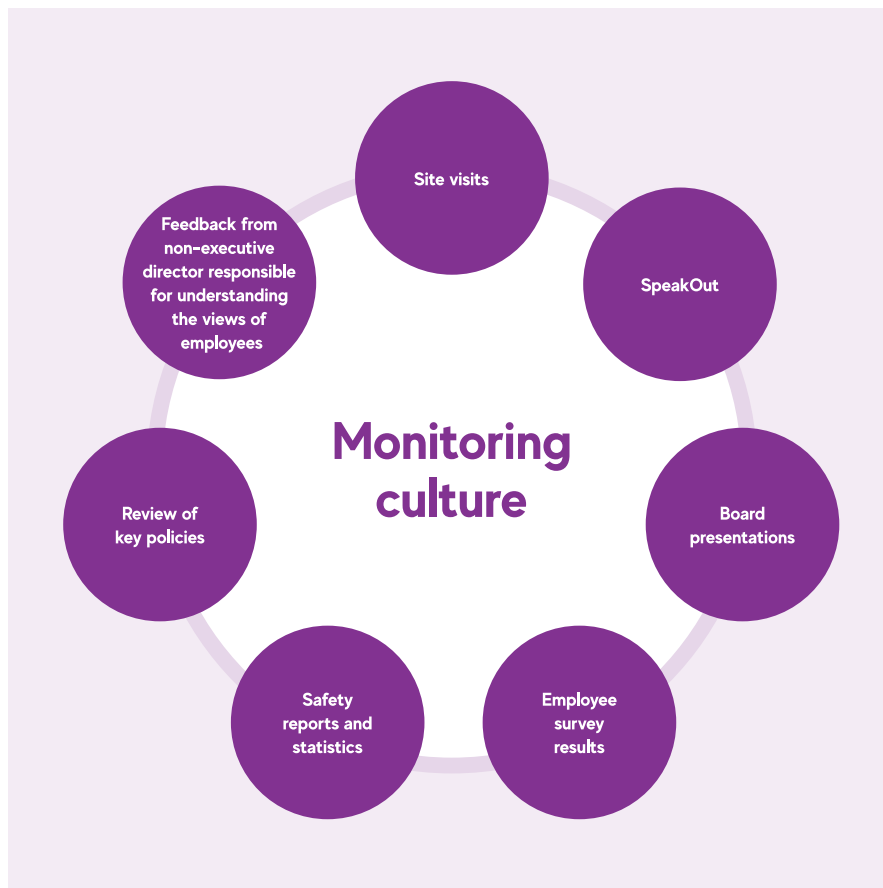 Site visits
SpeakOut
Board
presentations
Employee
survey
results
Safety
reports and
statistics
Review of
key policies
Feedback from
non-executive
director responsible
for understanding
the views of
employees
Monitoring
culture